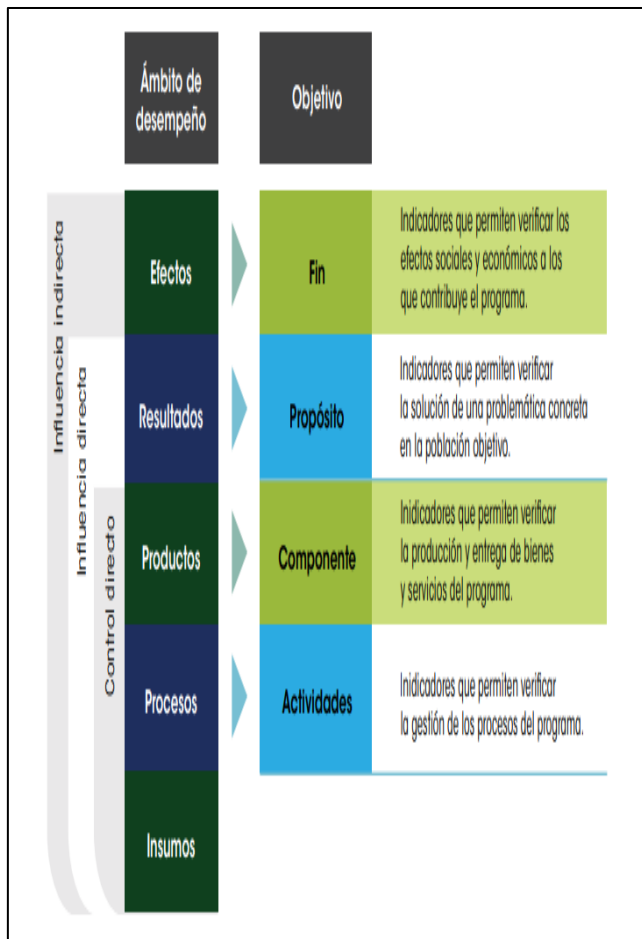 Ámbito de
desempeño
Objetivo
Influencia indirecta
Influencia directa
Control directo
Efectos
Fin
Indicadores que permiten verificar los
efectos sociales y económicos a los
que contribuye el programa.
Resultados
Propósito
Indicadores que permiten verificar
la solución de una problemática concreta
en la población objetivo.
Productos
Componente
Inidicadores que permiten verificar
la producción y entrega de bienes
y servicios del programa.
Procesos
Actividades
Inidicadores que permiten verificar
la gestión de los procesos del programa.
Insumos